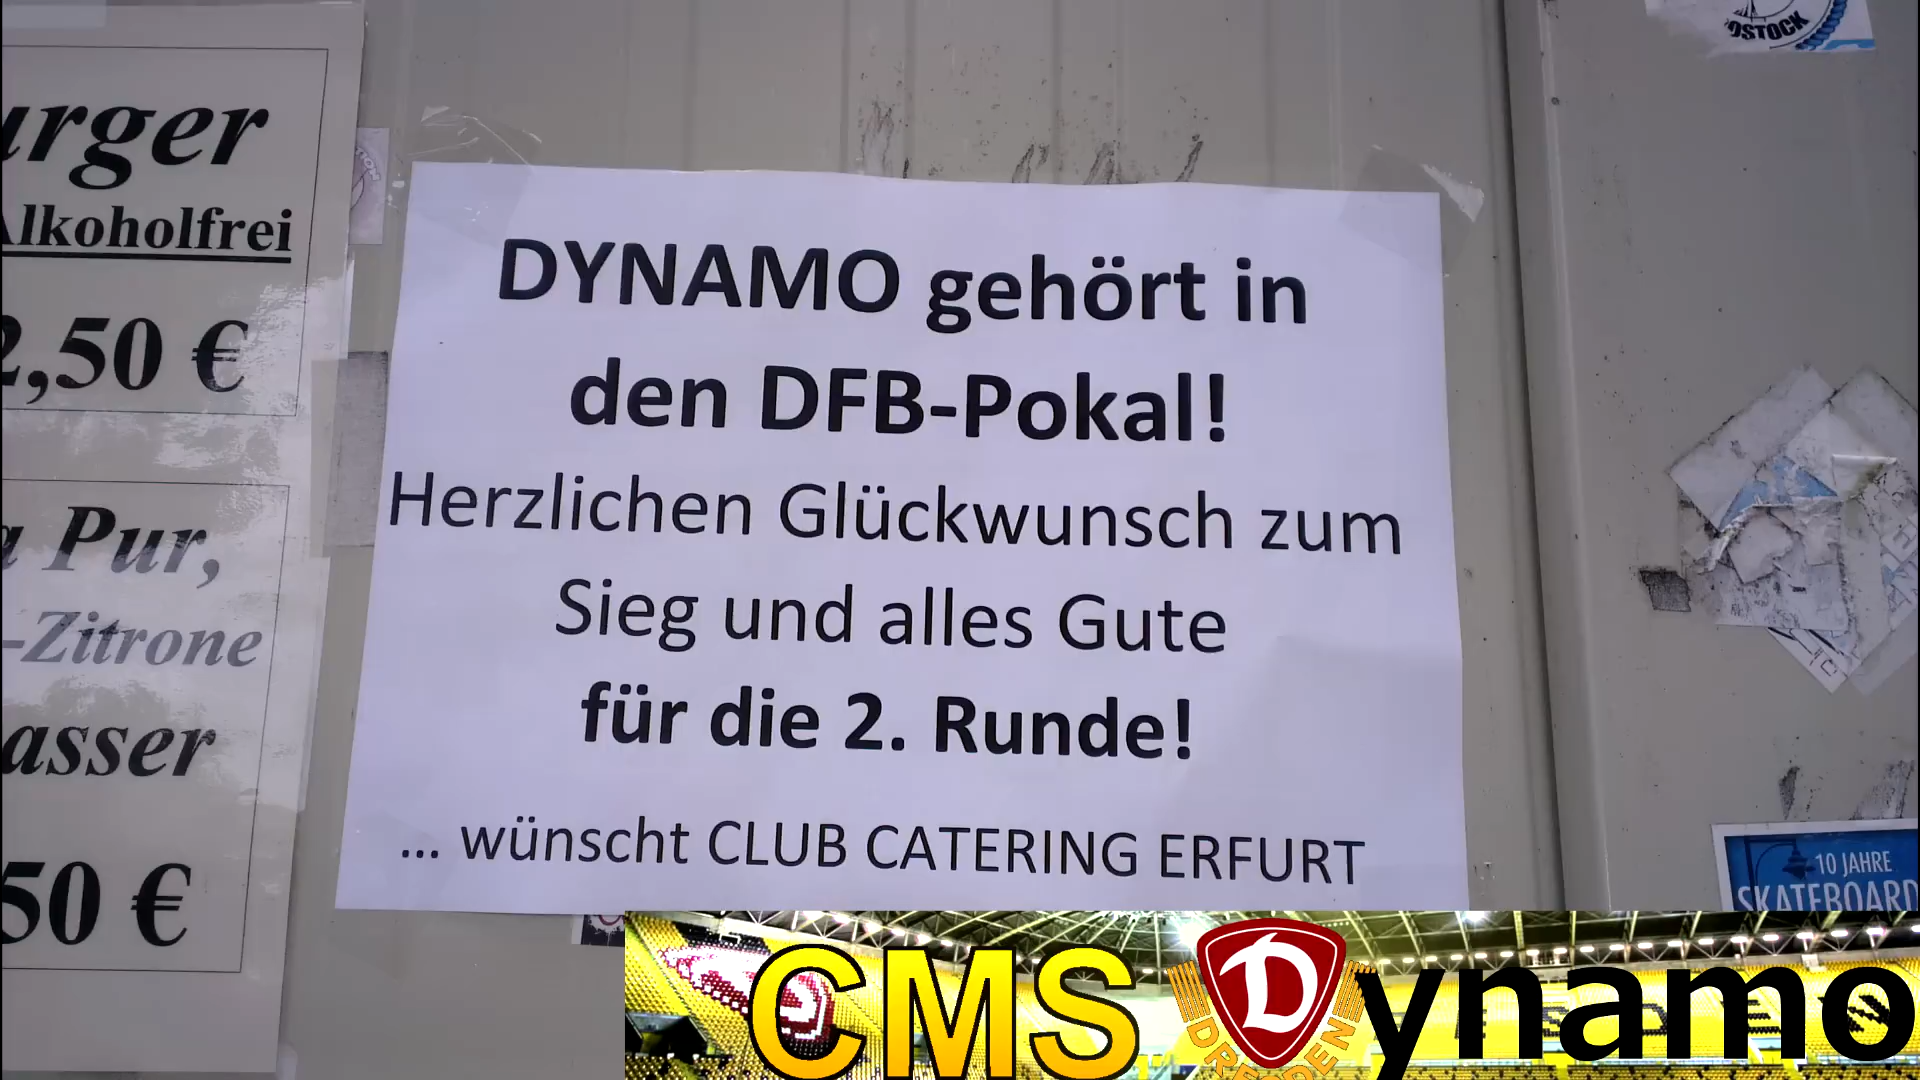 urger
Alkoholfrei
2,50 €
Pur,
-Zitrone
asser
50 €
DYNAMO gehört in
den DFB-Pokal!
Herzlichen Glückwunsch zum
Sieg und alles Gute
für die 2. Runde!
... wünscht CLUB CATERING ERFURT
OSTOCK
10 JAHRE
SKATEBOARD
CMS Dynamo
DRESDEN